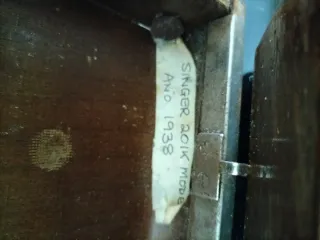 SINGER 201K MODE
ANO 1938